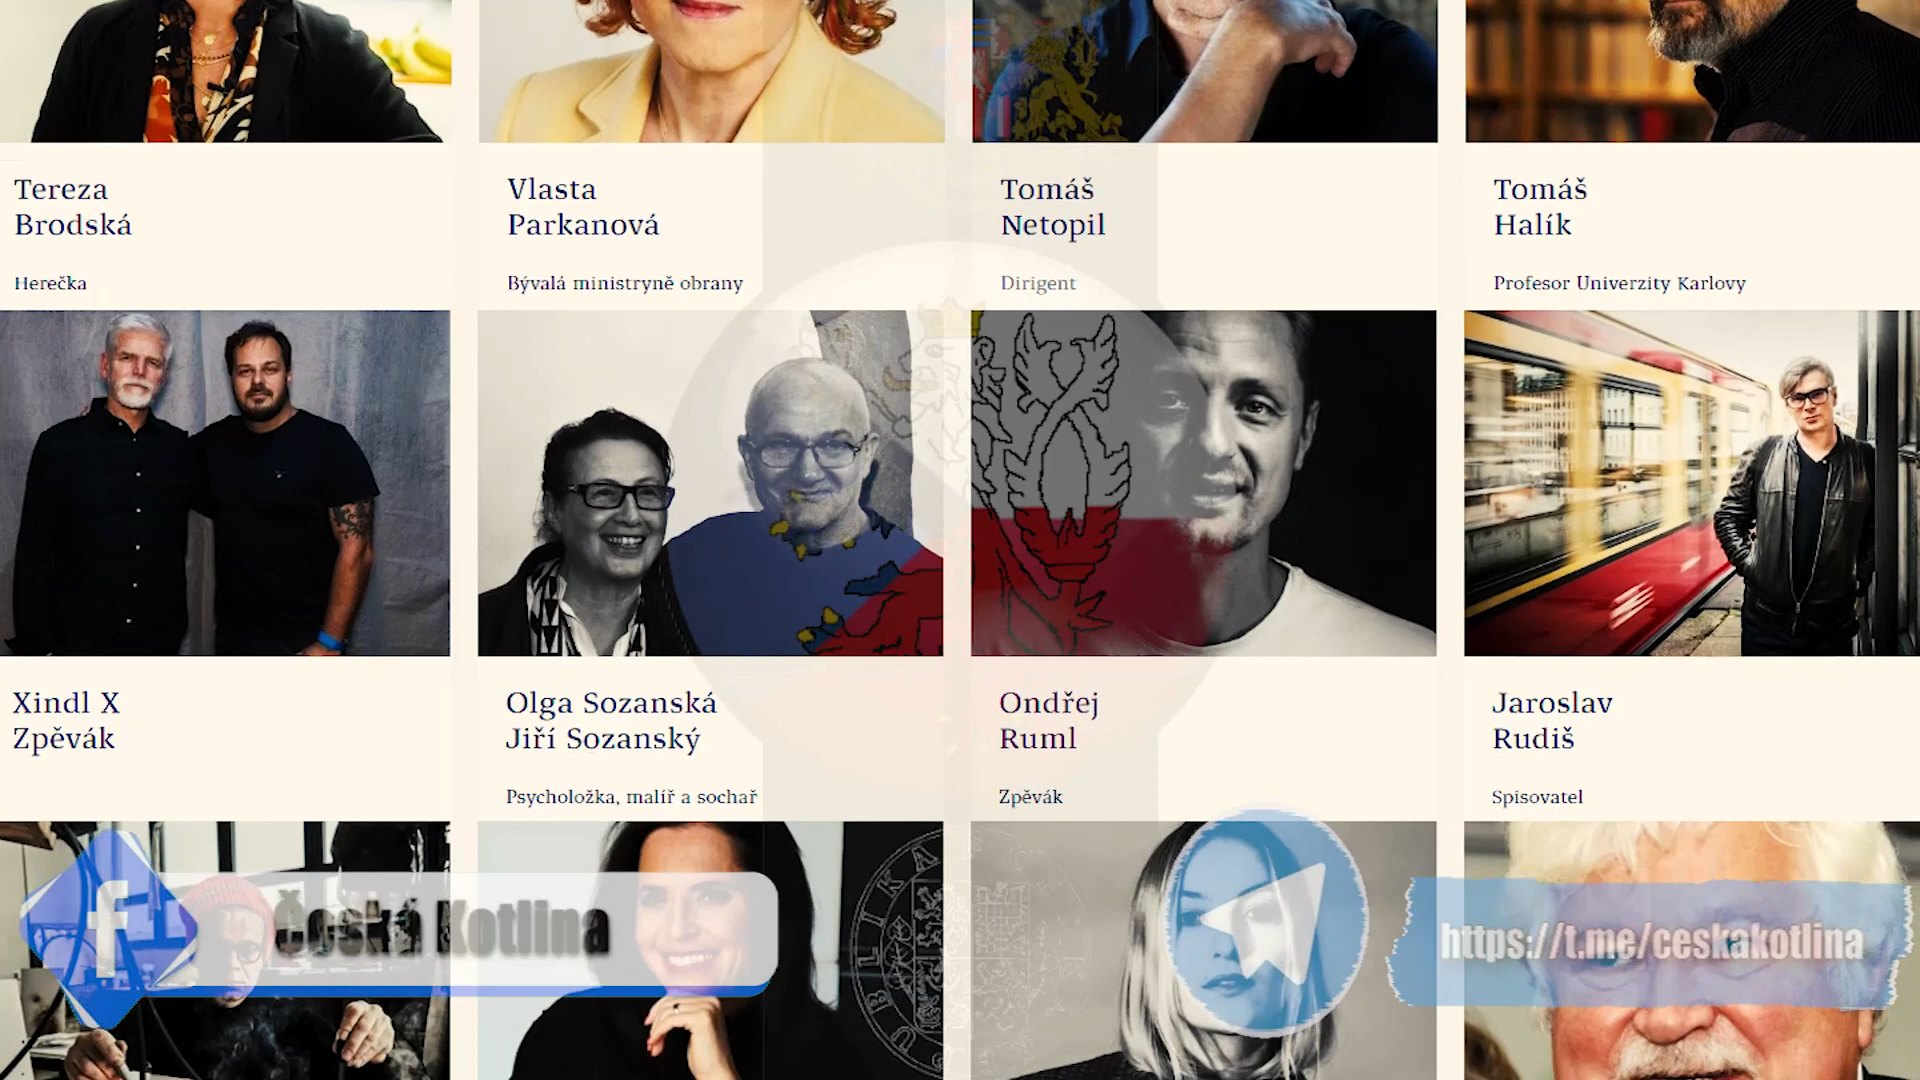 Tereza
Brodská
Herečka
Vlasta
Parkanová
Bývalá ministryně obrany
Tomáš
Netopil
Dirigent
Tomáš
Halík
Profesor Univerzity Karlovy
Xindl X
Zpěvák
Olga Sozanská
Jiří Sozanský
Psycholožka, malíř a sochař
Ondřej
Ruml
Zpěvák
Jaroslav
Rudiš
Spisovatel
f
Česká Kotlina
https://t.me/ceskakotlina